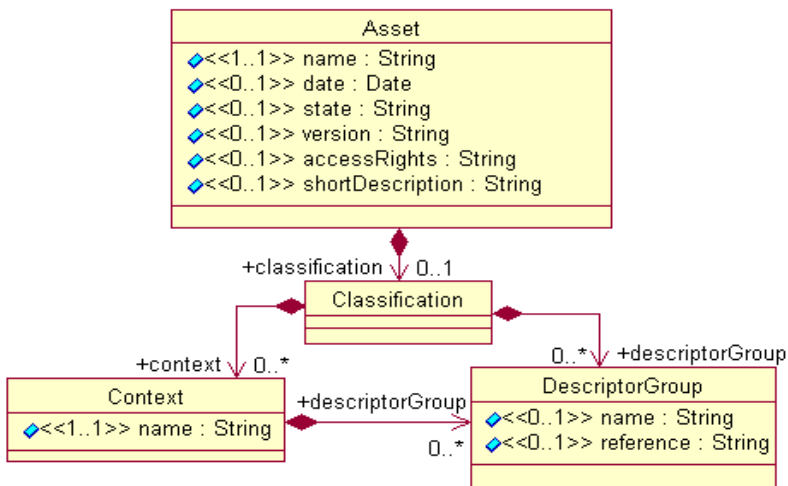 Asset
<<1..1>> name : String
<<0..1>> date : Date
<<0..1>> state : String
<<0..1>> version : String
<<0..1>> accessRights : String
<<0..1>> shortDescription : String
+classification 0..1
Classification
+context 0..*
0..* +descriptorGroup
Context
<<1..1>> name : String
+descriptorGroup
0..*
DescriptorGroup
<<0..1>> name : String
<<0..1>> reference : String